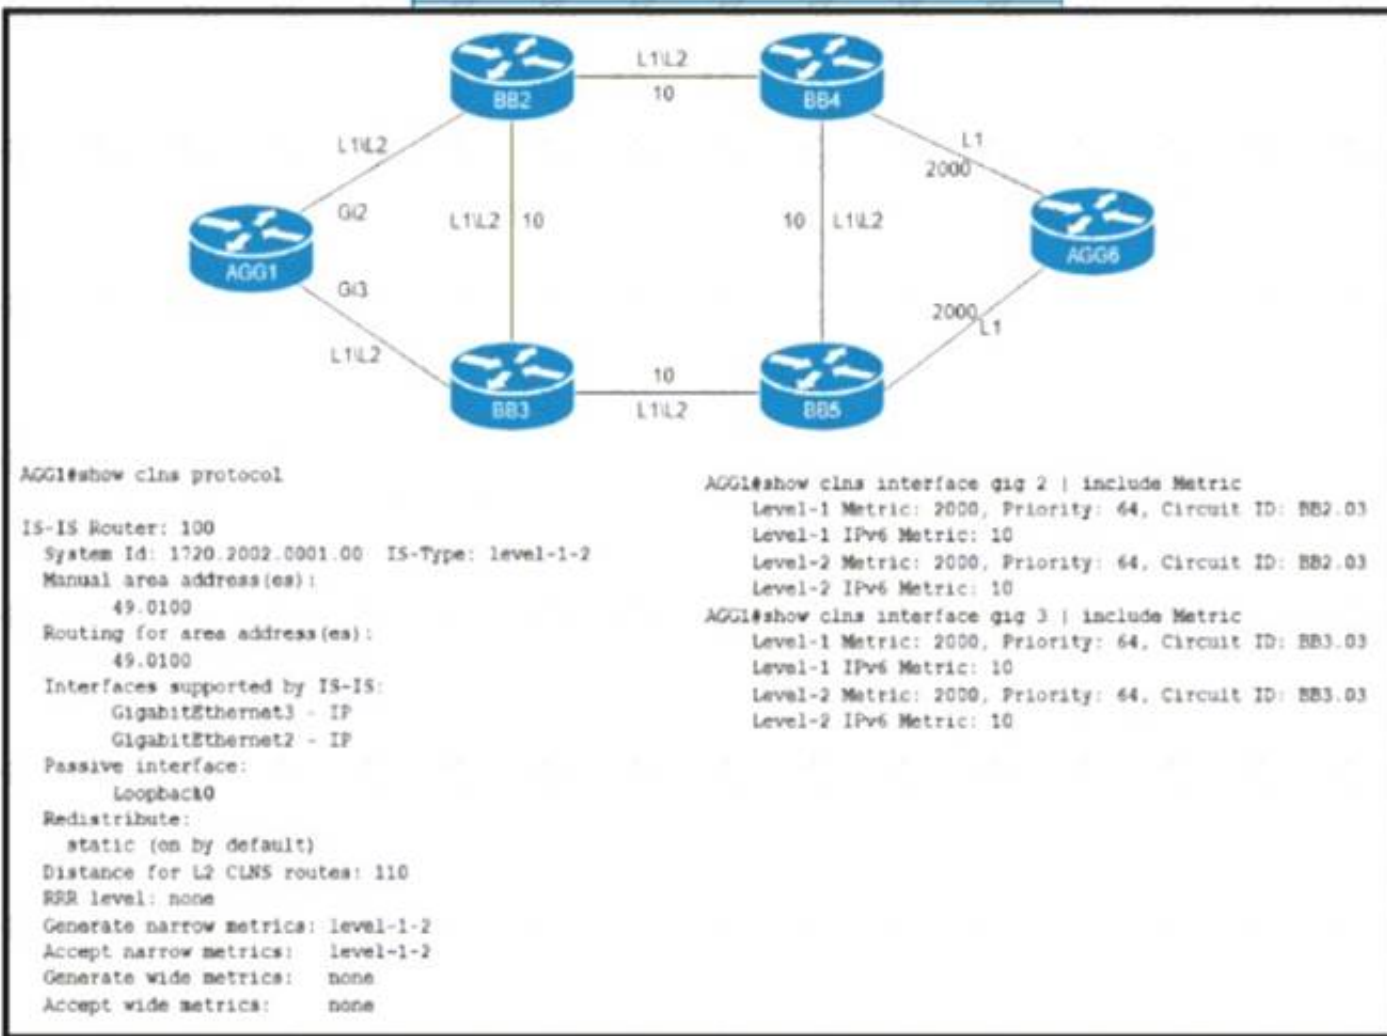 L1\L2
BB2
BB4
10
L1\L2
L1
2000
Gi2
L1\L2
10
10
L1\L2
AGG1
AGG6
Gi3
2000
L1
L1\L2
10
BB3
L1\L2
BB5
AGG1#show clns protocol
IS-IS Router: 100
System Id: 1720.2002.0001.00 IS-Type: level-1-2
Manual area address(es):
49.0100
Routing for area address(es):
49.0100
Interfaces supported by IS-IS:
GigabitEthernet3 - IP
GigabitEthernet2 - IP
Passive interface:
Loopback0
Redistribute:
static (on by default)
Distance for L2 CLNS routes: 110
RRR level: none
Generate narrow metrics: level-1-2
Accept narrow metrics: level-1-2
Generate wide metrics: none
Accept wide metrics: none
AGG1#show clns interface gig 2 | include Metric
Level-1 Metric: 2000, Priority: 64, Circuit ID: BB2.03
Level-1 IPv6 Metric: 10
Level-2 Metric: 2000, Priority: 64, Circuit ID: BB2.03
Level-2 IPv6 Metric: 10
AGG1#show clns interface gig 3 | include Metric
Level-1 Metric: 2000, Priority: 64, Circuit ID: BB3.03
Level-1 IPv6 Metric: 10
Level-2 Metric: 2000, Priority: 64, Circuit ID: BB3.03
Level-2 IPv6 Metric: 10